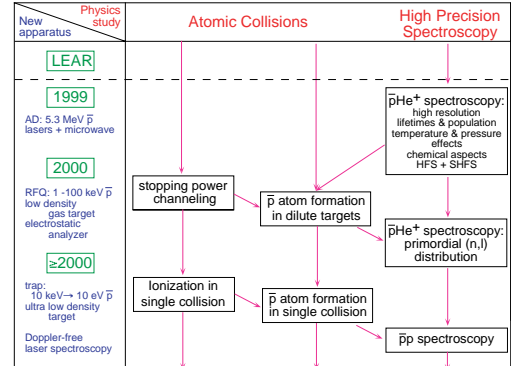 Physics
study
New
apparatus
Atomic Collisions
High Precision
Spectroscopy
LEAR
1999
AD: 5.3 MeV p̅
lasers + microwave
p̅He⁺ spectroscopy:
high resolution
lifetimes & population
temperature & pressure
effects
chemical aspects
HFS + SHFS
2000
RFQ: 1 -100 keV p̅
low density
gas target
electrostatic
analyzer
stopping power
channeling
p̅ atom formation
in dilute targets
p̅He⁺ spectroscopy:
primordial (n,l)
distribution
≥2000
trap:
10 keV→ 10 eV p̅
ultra low density
target
Doppler-free
laser spectroscopy
Ionization in
single collision
p̅ atom formation
in single collision
p̅p spectroscopy